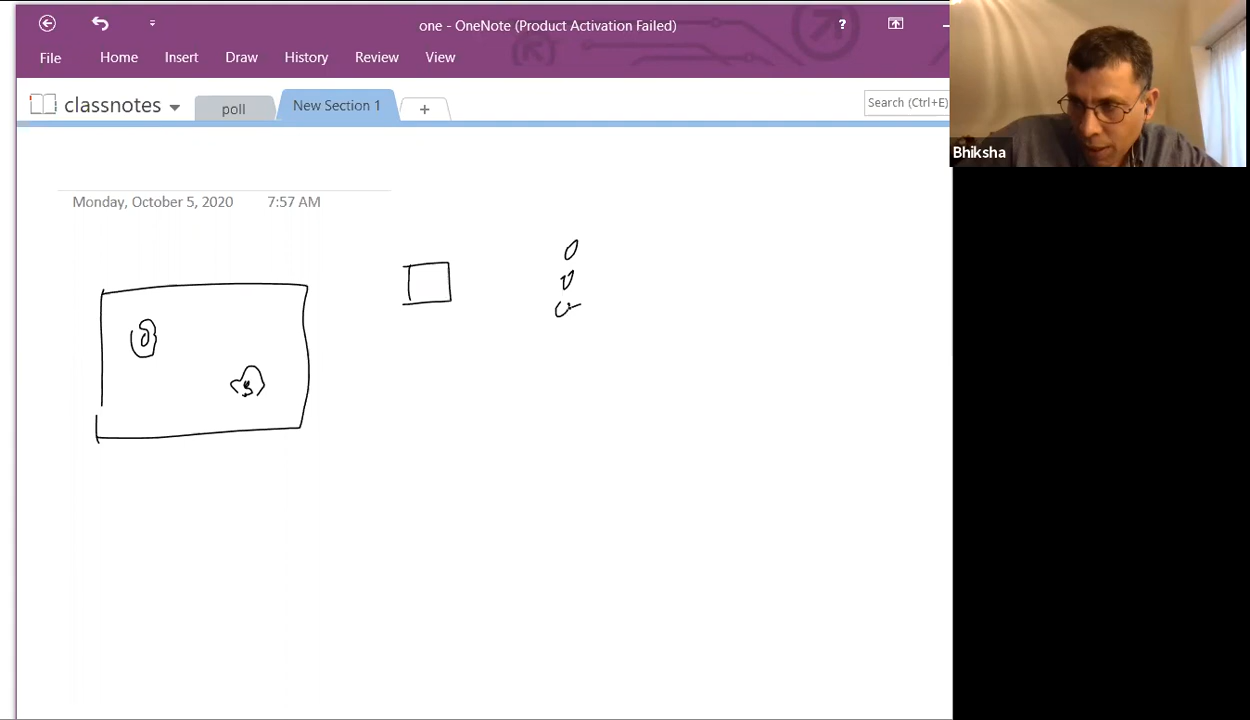 one - OneNote (Product Activation Failed)
?
File
Home
Insert
Draw
History
Review
View
classnotes
poll
New Section 1
+
Search (Ctrl+E)
Bhiksha
Monday, October 5, 2020
7:57 AM